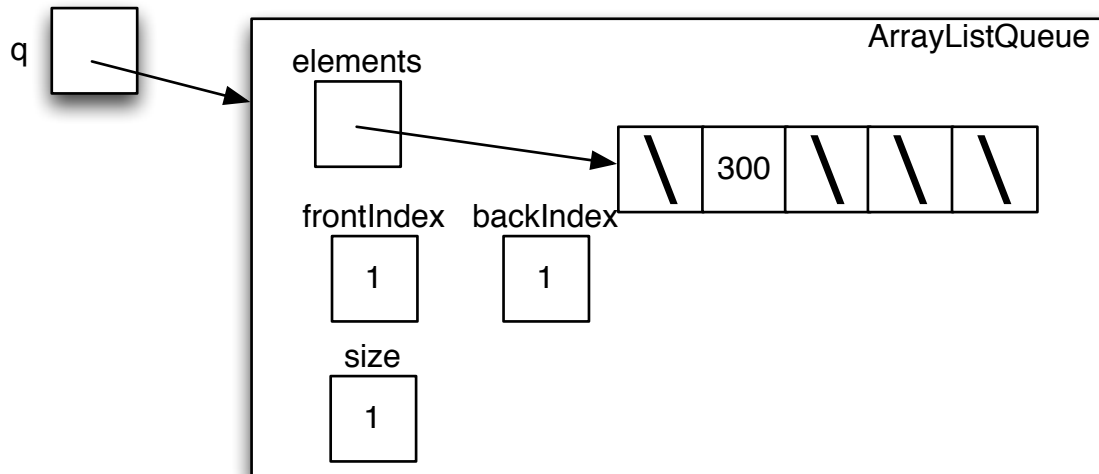 q
ArrayListQueue
elements
300
frontIndex backIndex
1 1
size
1